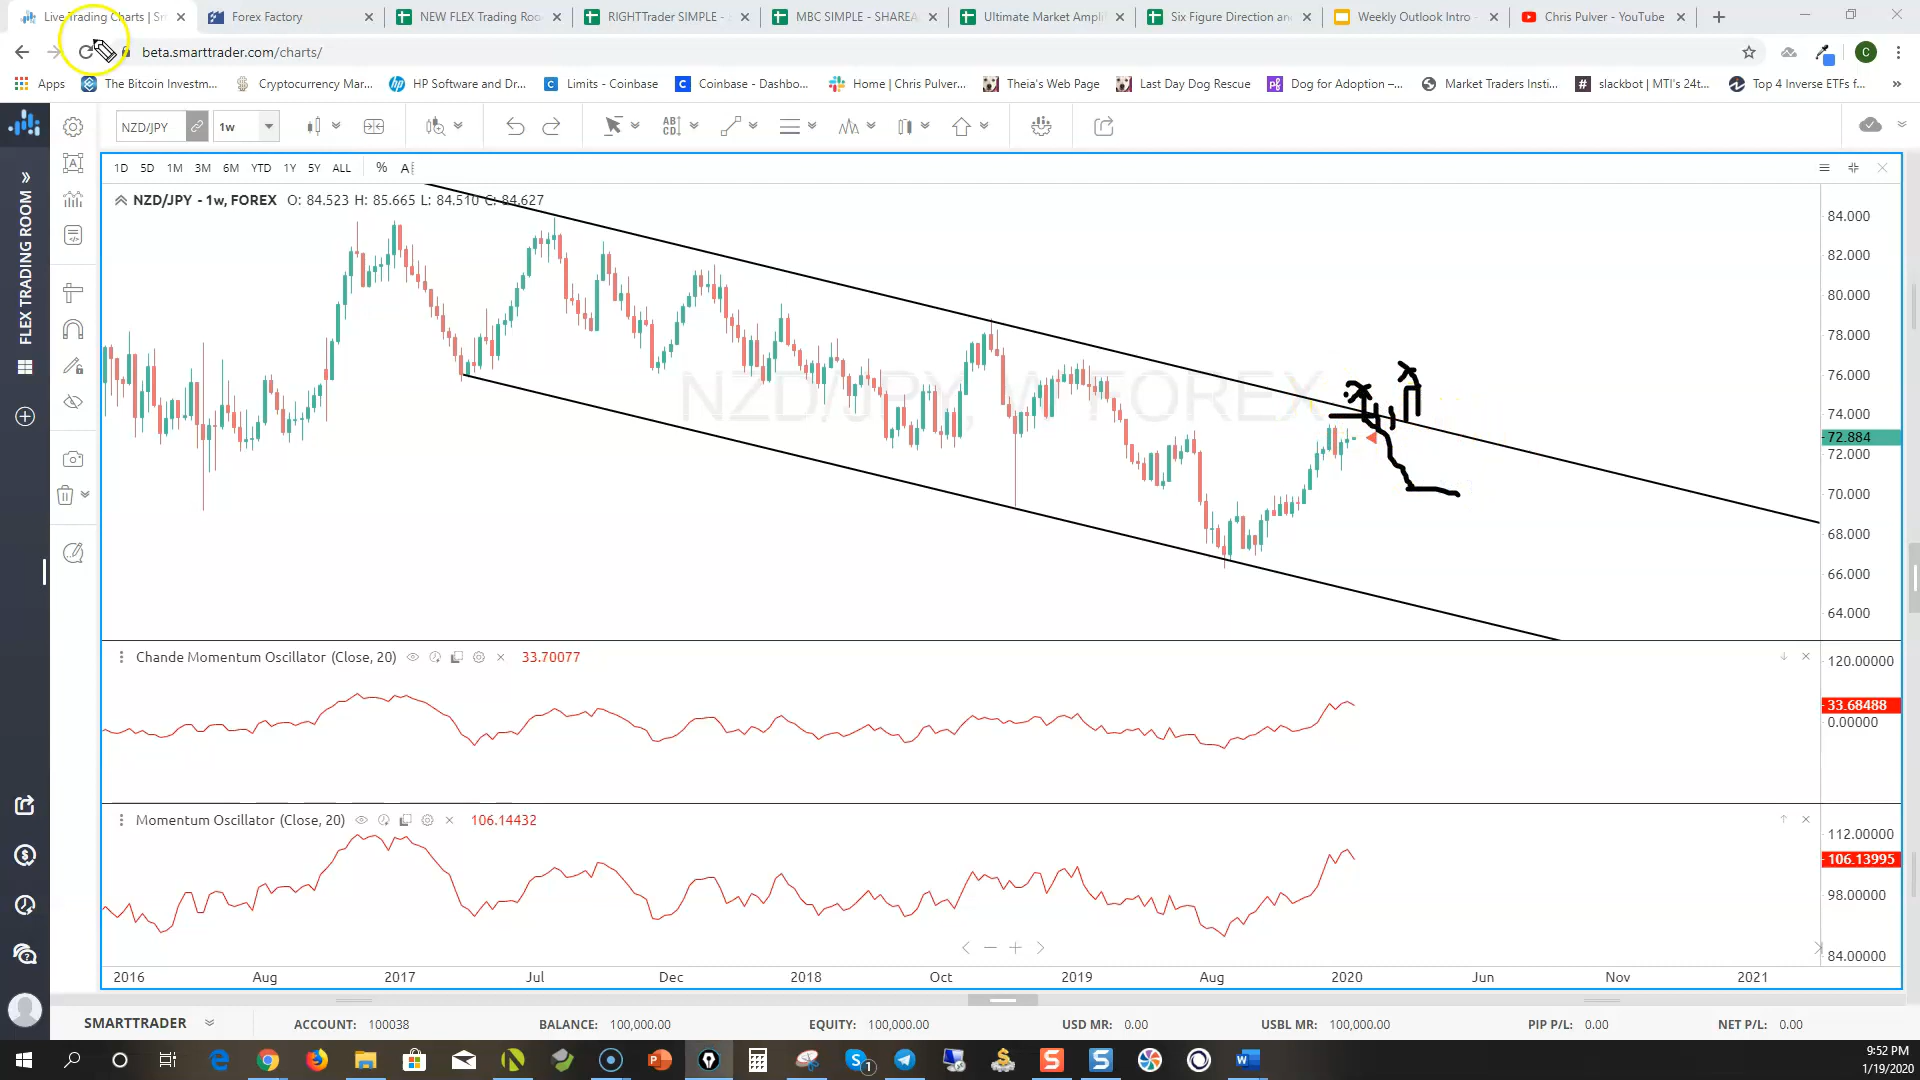 Live Trading Charts | Sm
Forex Factory
NEW FLEX Trading Roo
RIGHTTrader SIMPLE - 
MBC SIMPLE - SHAREA
Ultimate Market Ampli
Six Figure Direction an
Weekly Outlook Intro -
Chris Pulver - YouTube
beta.smarttrader.com/charts/
C
Apps
The Bitcoin Investm...
Cryptocurrency Mar...
HP Software and Dr...
Limits - Coinbase
Coinbase - Dashbo...
Home | Chris Pulver...
Theia's Web Page
Last Day Dog Rescue
Dog for Adoption –...
Market Traders Insti...
slackbot | MTI's 24t...
Top 4 Inverse ETFs f...
NZD/JPY
1w
AB
CD
1D 5D 1M 3M 6M YTD 1Y 5Y ALL % A
NZD/JPY - 1w, FOREX O: 84.523 H: 85.665 L: 84.510 C: 84.627
FLEX TRADING ROOM
NZD/JPY, W FOREX
84.000
82.000
80.000
78.000
76.000
74.000
72.884
72.000
70.000
68.000
66.000
64.000
Chande Momentum Oscillator (Close, 20) 33.70077
120.00000
33.68488
0.00000
Momentum Oscillator (Close, 20) 106.14432
112.00000
106.13995
98.00000
84.00000
2016 Aug 2017 Jul Dec 2018 Oct 2019 Aug 2020 Jun Nov 2021
SMARTTRADER ACCOUNT: 100038 BALANCE: 100,000.00 EQUITY: 100,000.00 USD MR: 0.00 USBL MR: 100,000.00 PIP P/L: 0.00 NET P/L: 0.00
9:52 PM
1/19/2020